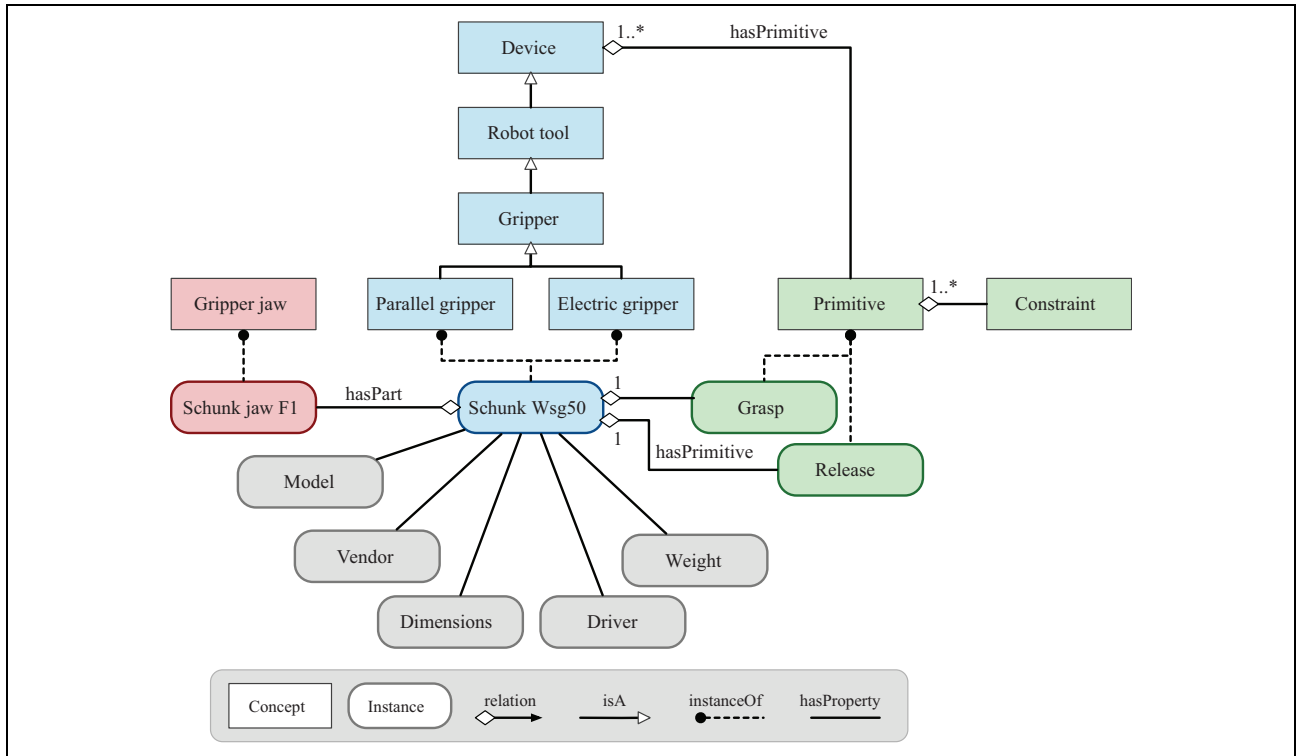 Device
1..*
hasPrimitive
Robot tool
Gripper
Gripper jaw
Parallel gripper
Electric gripper
Primitive
1..*
Constraint
Schunk jaw F1
hasPart
Schunk Wsg50
1
Grasp
1
hasPrimitive
Release
Model
Vendor
Weight
Dimensions
Driver
Concept
Instance
relation
isA
instanceOf
hasProperty